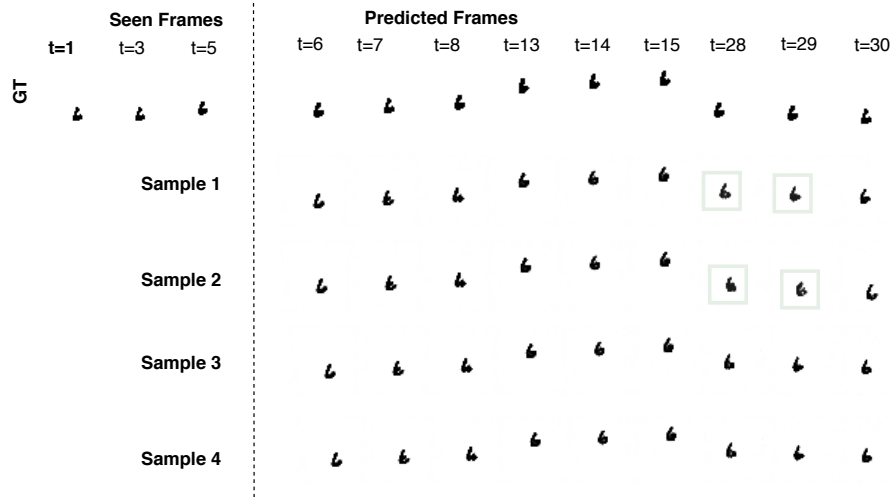 Seen Frames Predicted Frames
t=1 t=3 t=5 t=6 t=7 t=8 t=13 t=14 t=15 t=28 t=29 t=30
GT
Sample 1
Sample 2
Sample 3
Sample 4